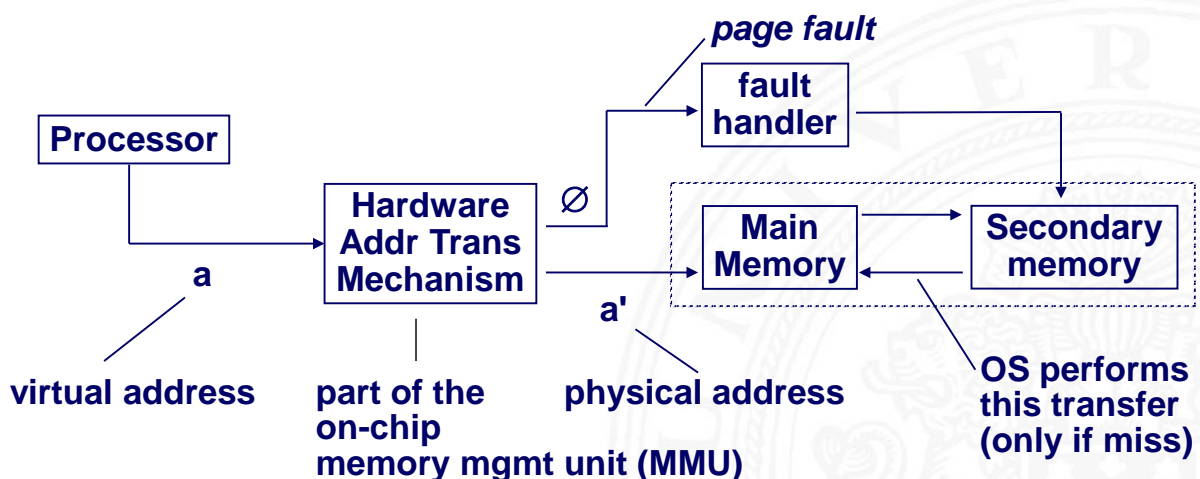 page fault
fault
handler
Processor
∅
Hardware
Addr Trans
Mechanism
Main
Memory
Secondary
memory
a
a'
virtual address
part of the
on-chip
memory mgmt unit (MMU)
physical address
OS performs
this transfer
(only if miss)
V E R